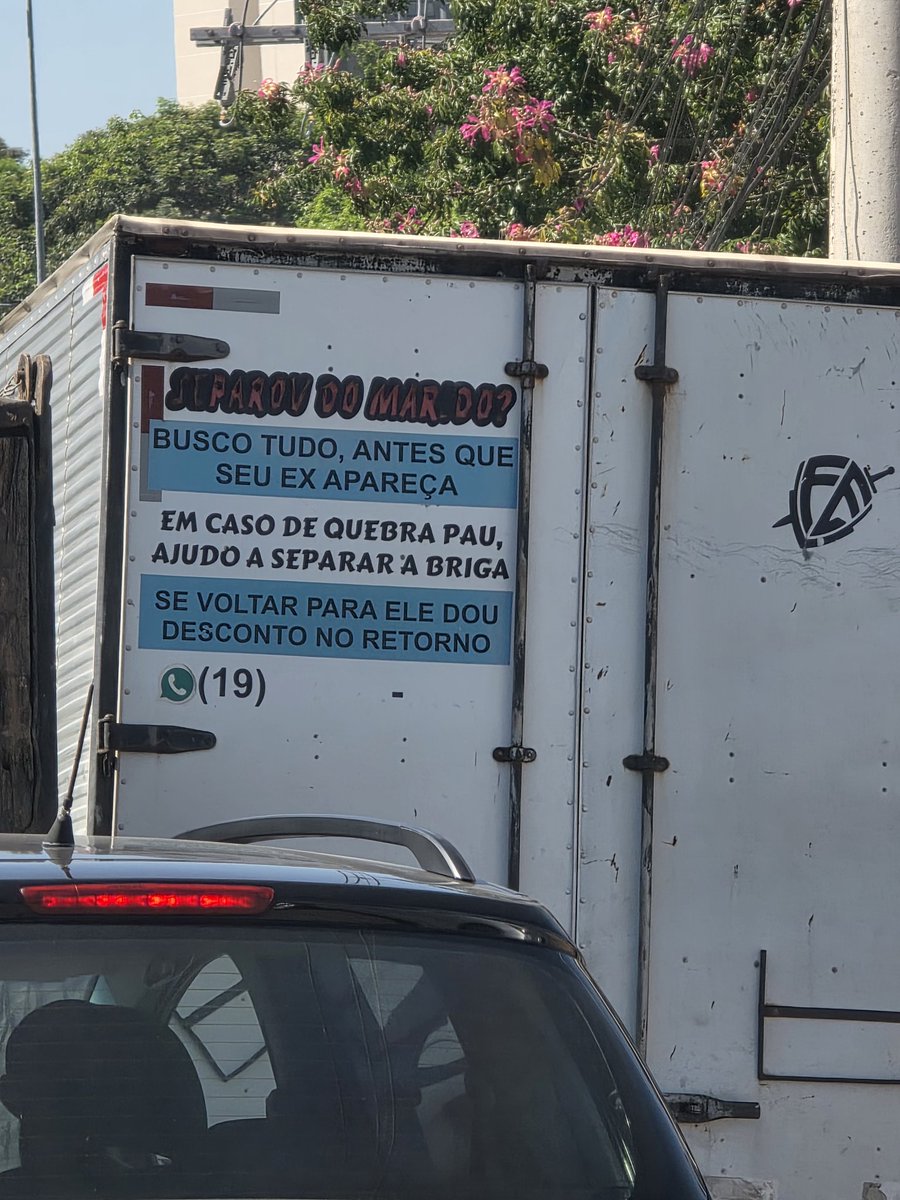 SEPAROU DO MARIDO?
BUSCO TUDO, ANTES QUE
SEU EX APAREÇA
EM CASO DE QUEBRA PAU,
AJUDO A SEPARAR A BRIGA
SE VOLTAR PARA ELE DOU
DESCONTO NO RETORNO
(19) -